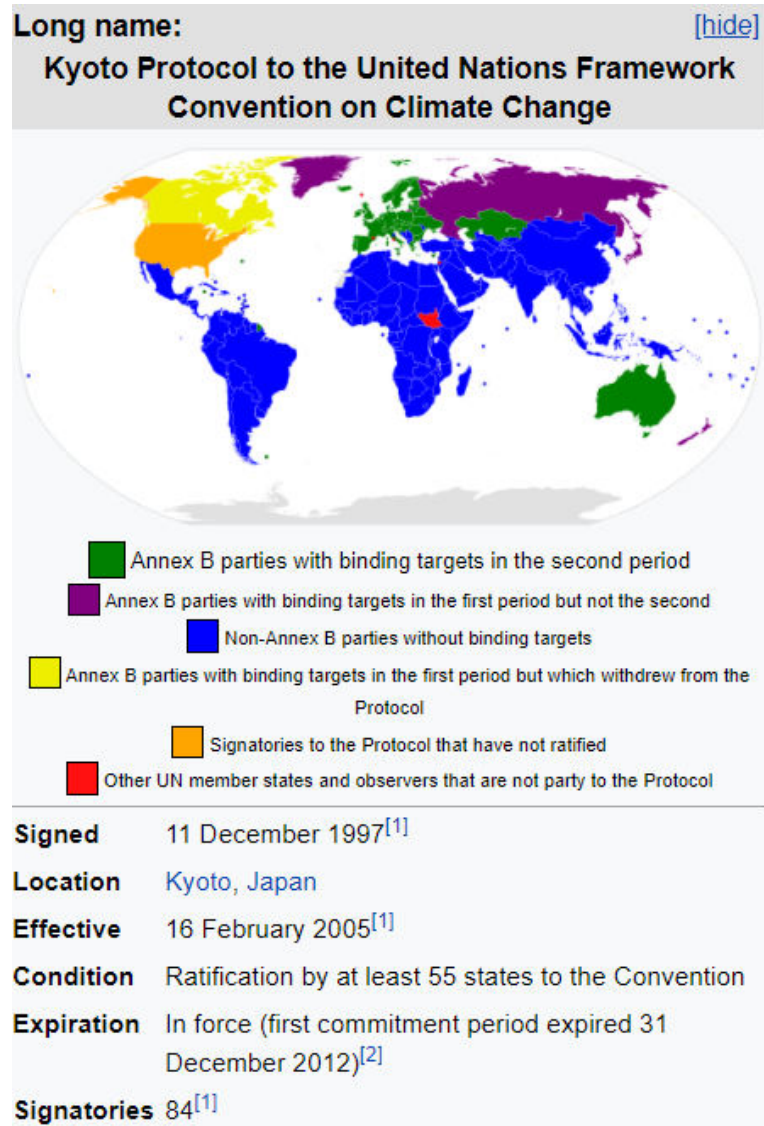 Long name: [hide]
Kyoto Protocol to the United Nations Framework
Convention on Climate Change
Annex B parties with binding targets in the second period
Annex B parties with binding targets in the first period but not the second
Non-Annex B parties without binding targets
Annex B parties with binding targets in the first period but which withdrew from the
Protocol
Signatories to the Protocol that have not ratified
Other UN member states and observers that are not party to the Protocol
Signed 11 December 1997[1]
Location Kyoto, Japan
Effective 16 February 2005[1]
Condition Ratification by at least 55 states to the Convention
Expiration In force (first commitment period expired 31
December 2012)[2]
Signatories 84[1]